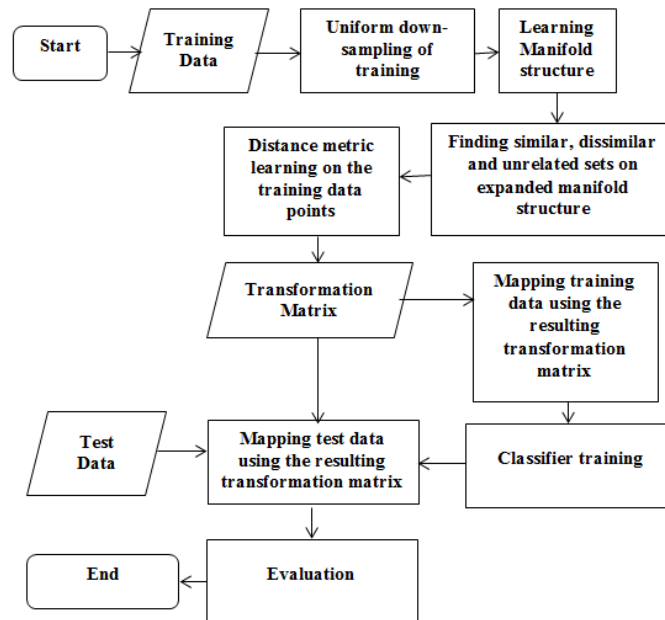 Start
Training
Data
Uniform down-
sampling of
training
Learning
Manifold
structure
Finding similar, dissimilar
and unrelated sets on
expanded manifold
structure
Distance metric
learning on the
training data
points
Transformation
Matrix
Mapping training
data using the
resulting
transformation
matrix
Classifier training
Test
Data
Mapping test data
using the resulting
transformation matrix
Evaluation
End